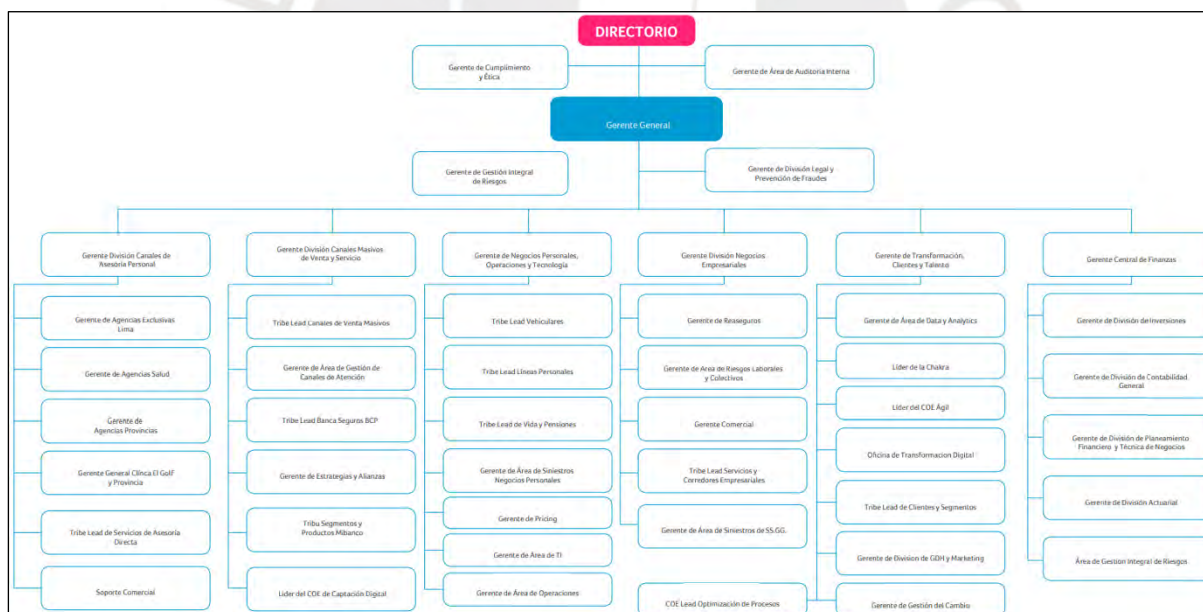 DIRECTORIO
Gerente de Cumplimiento
y Ética
Gerente de Área de Auditoria Interna
Gerente General
Gerente de Gestión Integral
de Riesgos
Gerente de División Legal y
Prevención de Fraudes
Gerente División Canales de
Asesoría Personal
Gerente de Agencias Exclusivas
Lima
Gerente de Agencias Salud
Gerente de
Agencias Provincias
Gerente General Clínca El Golf
y Provincia
Tribe Lead de Servicios de Asesoría
Directa
Soporte Comercial
Gerente División Canales Masivos
de Venta y Servicio
Tribe Lead Canales de Venta Masivos
Gerente de Área de Gestión de
Canales de Atención
Tribe Lead Banca Seguros BCP
Gerente de Estrategias y Alianzas
Tribu Segmentos y
Productos Mibanco
Líder del COE de Captación Digital
Gerente de Negocios Personales,
Operaciones y Tecnología
Tribe Lead Vehiculares
Tribe Lead Líneas Personales
Tribe Lead de Vida y Pensiones
Gerente de Área de Siniestros
Negocios Personales
Gerente de Pricing
Gerente de Área de TI
Gerente de Área de Operaciones
Gerente División Negocios
Empresariales
Gerente de Reaseguros
Gerente de Area de Riesgos Laborales
y Colectivos
Gerente Comercial
Tribe Lead Servicios y
Corredores Empresariales
Gerente de Área de Siniestros de SS.GG.
Gerente de Transformación,
Clientes y Talento
Gerente de Área de Data y Analytics
Líder de la Chakra
Líder del COE Ágil
Oficina de Transformacion Digital
Tribe Lead de Clientes y Segmentos
Gerente de Division de GDH y Marketing
COE Lead Optimización de Procesos
Gerente de Gestión del Cambio
Gerente Central de Finanzas
Gerente de División de Inversiones
Gerente de División de Contabilidad
General
Gerente de División de Planeamiento
Financiero y Técnica de Negocios
Gerente de División Actuarial
Área de Gestion Integral de Riesgos